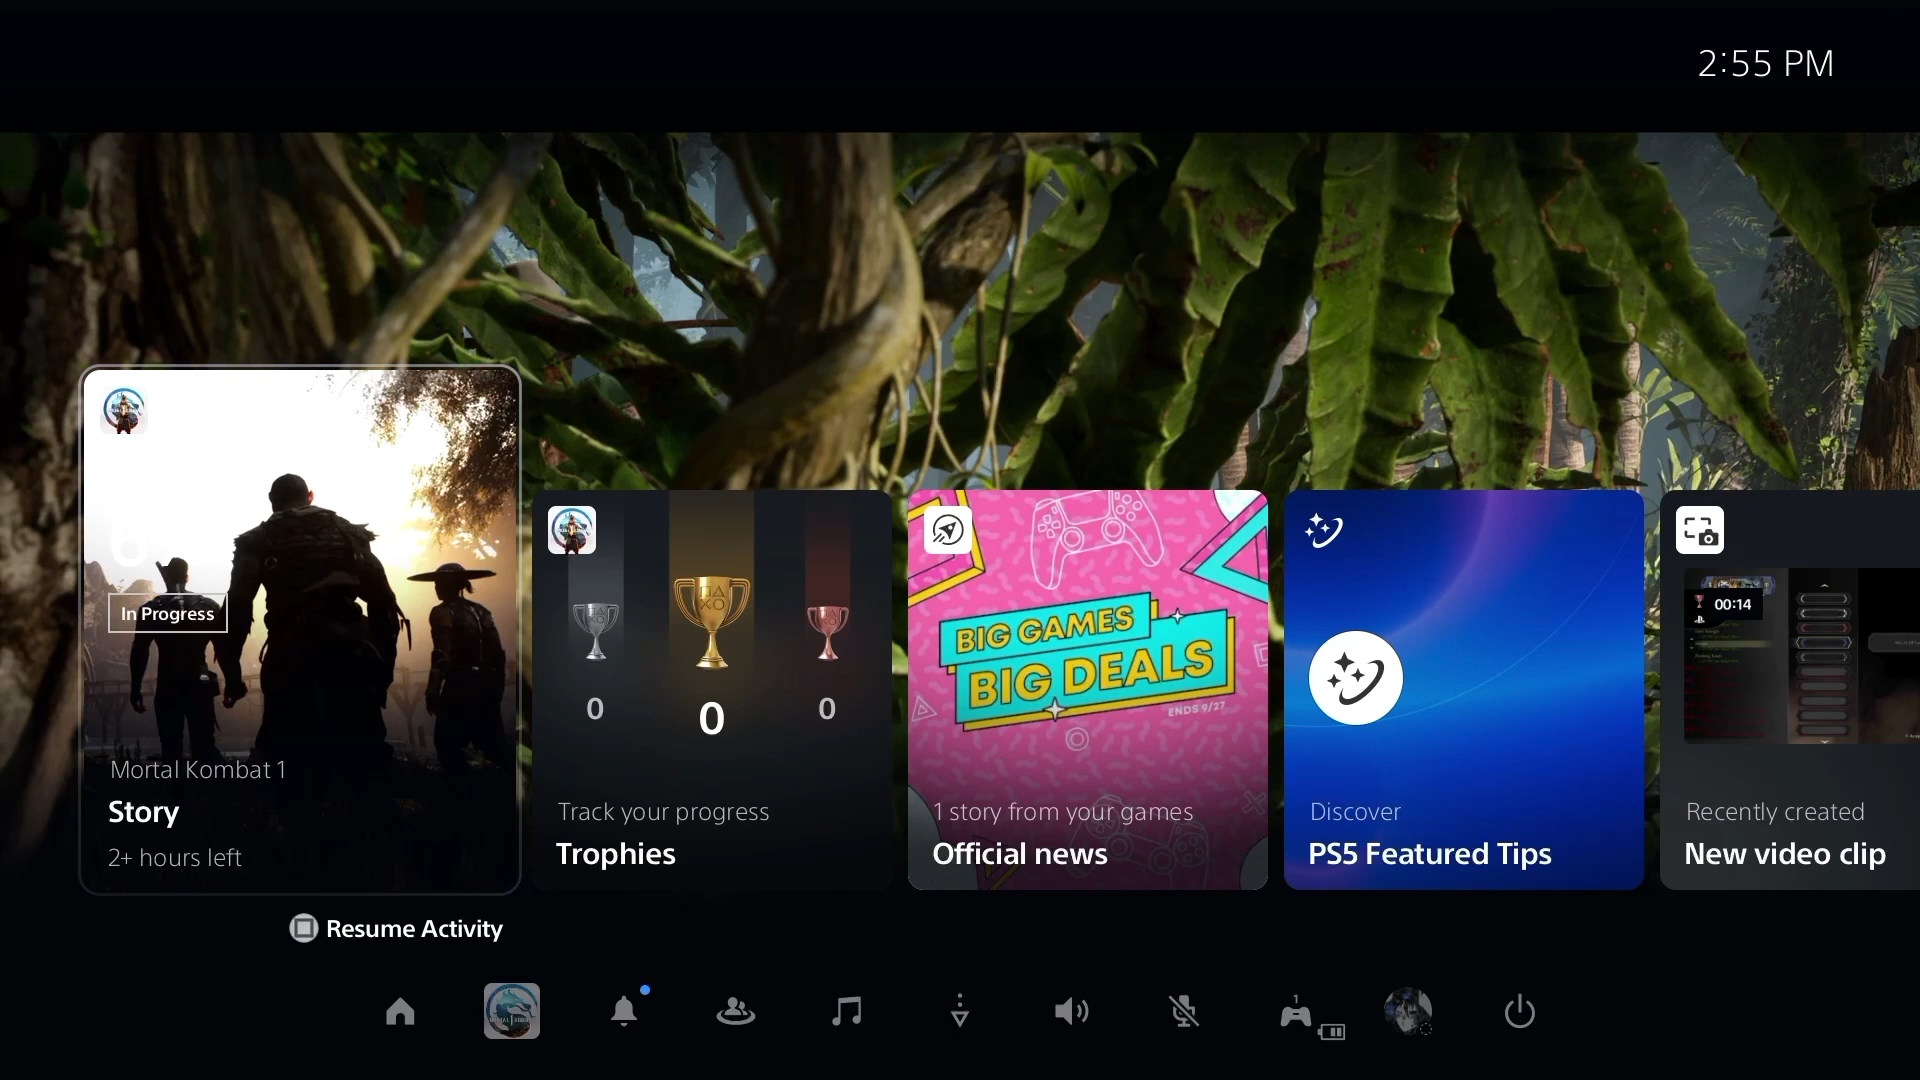 2:55 PM
In Progress
Mortal Kombat 1
Story
2+ hours left
0
0
0
Track your progress
Trophies
BIG GAMES
BIG DEALS
ENDS 9/27
1 story from your games
Official news
Discover
PS5 Featured Tips
00:14
Recently created
New video clip
Resume Activity
1